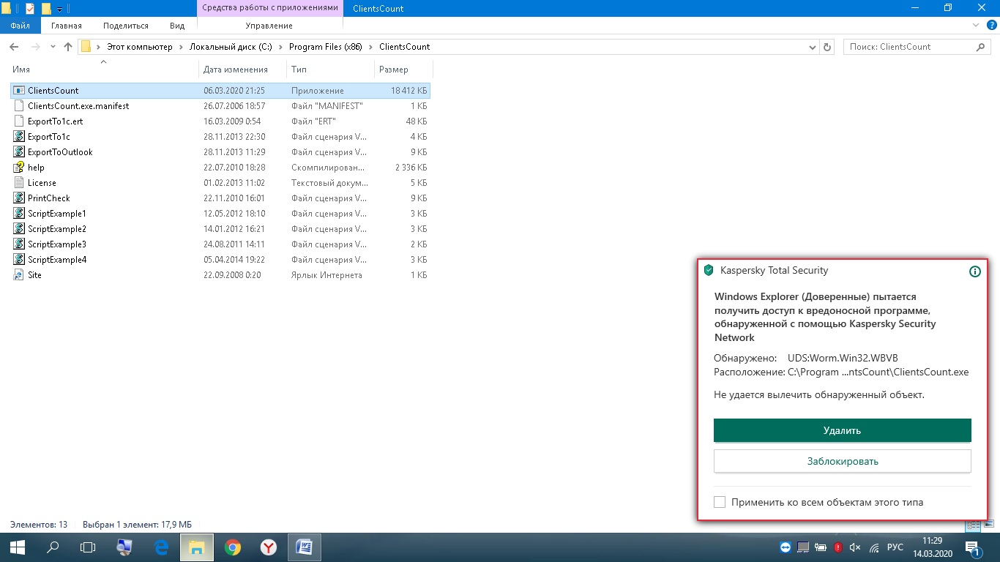 Средства работы с приложениями
ClientsCount
Файл Главная Поделиться Вид Управление
Этот компьютер Локальный диск (C:) Program Files (x86) ClientsCount
Поиск: ClientsCount
Имя Дата изменения Тип Размер
ClientsCount 06.03.2020 21:25 Приложение 18 412 КБ
ClientsCount.exe.manifest 26.07.2006 18:57 Файл "MANIFEST" 1 КБ
ExportTo1c.ert 16.03.2009 0:54 Файл "ERT" 48 КБ
ExportTo1c 28.11.2013 22:30 Файл сценария V... 4 КБ
ExportToOutlook 28.11.2013 11:29 Файл сценария V... 9 КБ
help 22.07.2010 18:28 Скомпилирован... 2 336 КБ
License 01.02.2013 11:02 Текстовый докум... 5 КБ
PrintCheck 22.11.2010 16:01 Файл сценария V... 9 КБ
ScriptExample1 12.05.2012 18:10 Файл сценария V... 3 КБ
ScriptExample2 14.01.2012 16:21 Файл сценария V... 3 КБ
ScriptExample3 24.08.2011 14:11 Файл сценария V... 2 КБ
ScriptExample4 05.04.2014 19:22 Файл сценария V... 3 КБ
Site 22.09.2008 0:20 Ярлык Интернета 1 КБ
Kaspersky Total Security
Windows Explorer (Доверенные) пытается
получить доступ к вредоносной программе,
обнаруженной с помощью Kaspersky Security
Network
Обнаружено: UDS:Worm.Win32.WBVB
Расположение: C:\Program ...ntsCount\ClientsCount.exe
Не удается вылечить обнаруженный объект.
Удалить
Заблокировать
Применить ко всем объектам этого типа
Элементов: 13 Выбран 1 элемент: 17,9 МБ
РУС
11:29
14.03.2020
1